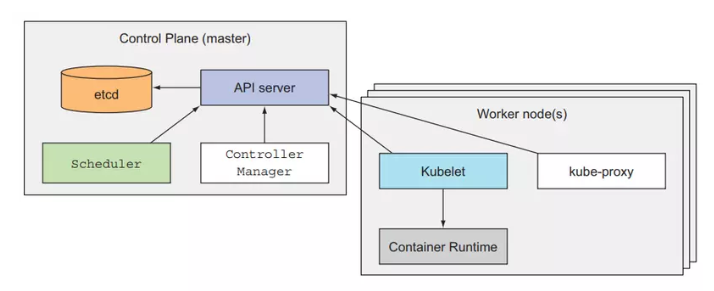 Control Plane (master)
etcd
API server
Scheduler
Controller
Manager
Worker node(s)
Kubelet
kube-proxy
Container Runtime